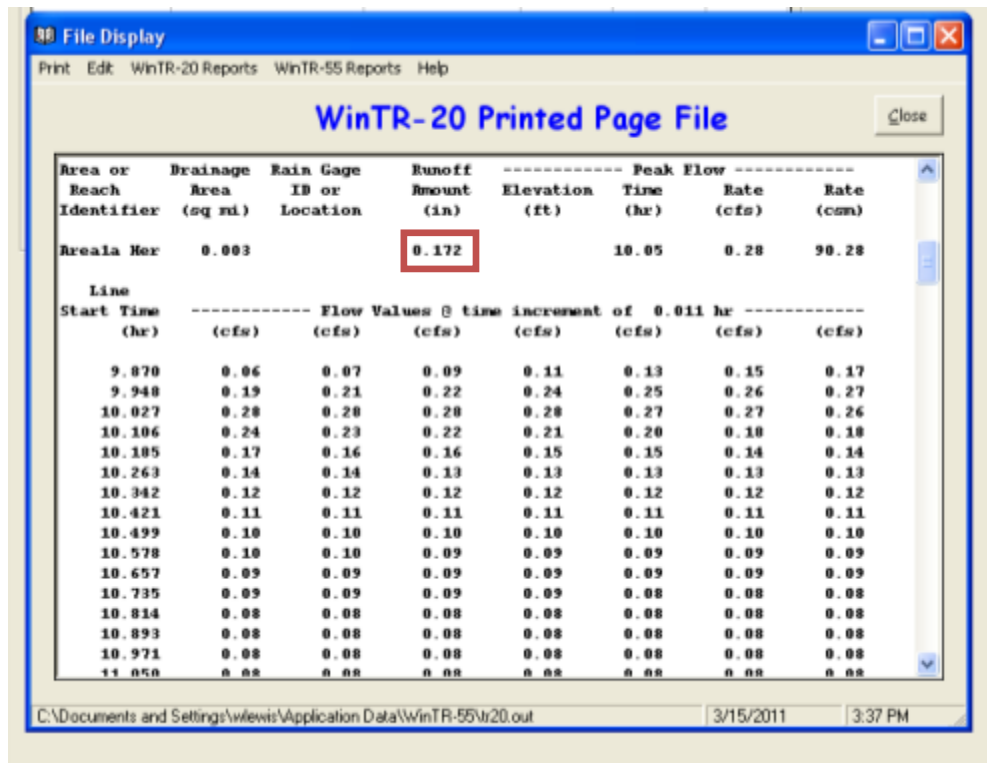 File Display
Print Edit WinTR-20 Reports WinTR-55 Reports Help
WinTR-20 Printed Page File
Close
Area or Drainage Rain Gage Runoff ------------ Peak Flow ------------
Reach Area ID or Amount Elevation Time Rate Rate
Identifier (sq mi) Location (in) (ft) (hr) (cfs) (csm)
Area1a Her 0.003 0.172 10.05 0.28 90.28
Line
Start Time ------------ Flow Values @ time increment of 0.011 hr ------------
(hr) (cfs) (cfs) (cfs) (cfs) (cfs) (cfs) (cfs)
9.870 0.06 0.07 0.09 0.11 0.13 0.15 0.17
9.948 0.19 0.21 0.22 0.24 0.25 0.26 0.27
10.027 0.28 0.28 0.28 0.28 0.27 0.27 0.26
10.106 0.24 0.23 0.22 0.21 0.20 0.18 0.18
10.185 0.17 0.16 0.16 0.15 0.15 0.14 0.14
10.263 0.14 0.14 0.13 0.13 0.13 0.13 0.13
10.342 0.12 0.12 0.12 0.12 0.12 0.12 0.12
10.421 0.11 0.11 0.11 0.11 0.11 0.11 0.11
10.499 0.10 0.10 0.10 0.10 0.10 0.10 0.10
10.578 0.10 0.10 0.09 0.09 0.09 0.09 0.09
10.657 0.09 0.09 0.09 0.09 0.09 0.09 0.09
10.735 0.09 0.09 0.09 0.09 0.08 0.08 0.08
10.814 0.08 0.08 0.08 0.08 0.08 0.08 0.08
10.893 0.08 0.08 0.08 0.08 0.08 0.08 0.08
10.971 0.08 0.08 0.08 0.08 0.08 0.08 0.08
11.050 0.08 0.08 0.08 0.08 0.08 0.08 0.08
C:\Documents and Settings\wlewis\Application Data\WinTR-55\tr20.out 3/15/2011 3:37 PM